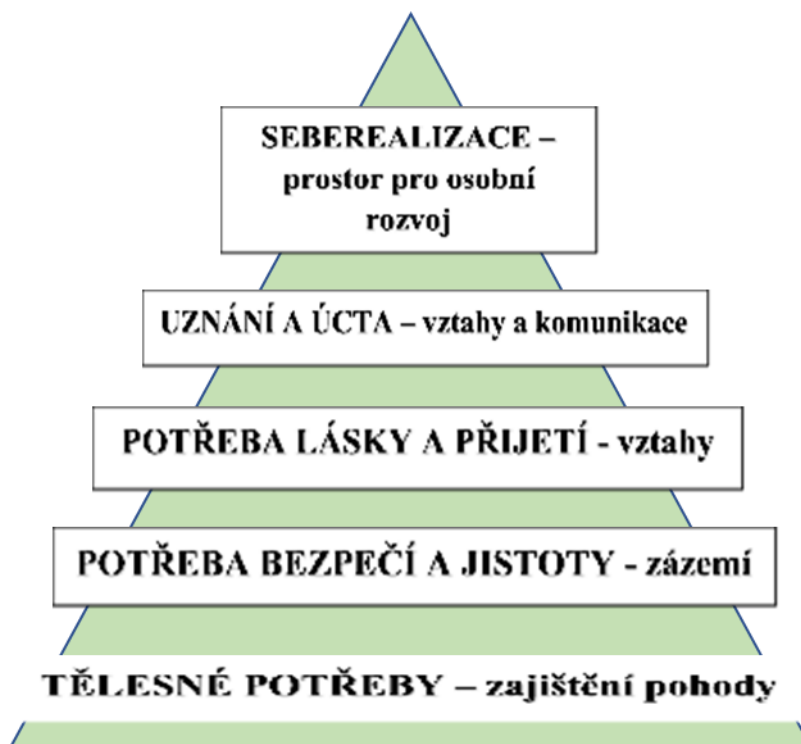 SEBEREALIZACE –
prostor pro osobní
rozvoj
UZNÁNÍ A ÚCTA – vztahy a komunikace
POTŘEBA LÁSKY A PŘIJETÍ - vztahy
POTŘEBA BEZPEČÍ A JISTOTY - zázemí
TĚLESNÉ POTŘEBY – zajištění pohody